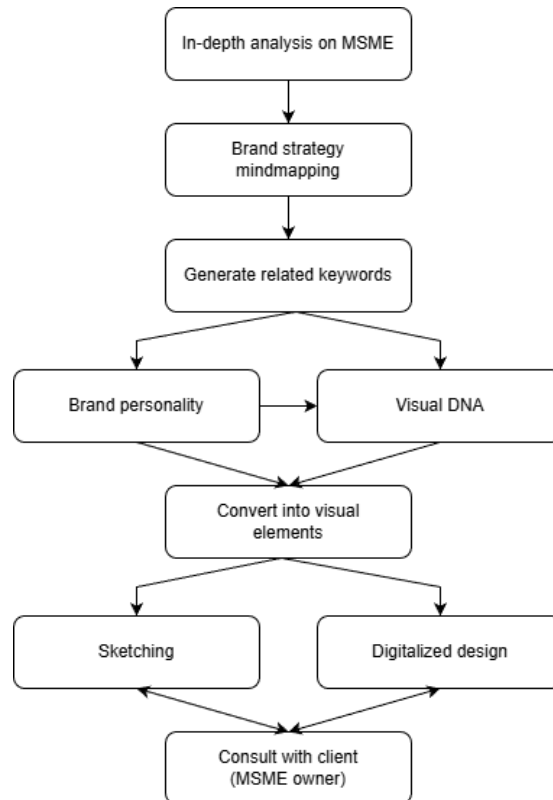 In-depth analysis on MSME
Brand strategy
mindmapping
Generate related keywords
Brand personality
Visual DNA
Convert into visual
elements
Sketching
Digitalized design
Consult with client
(MSME owner)